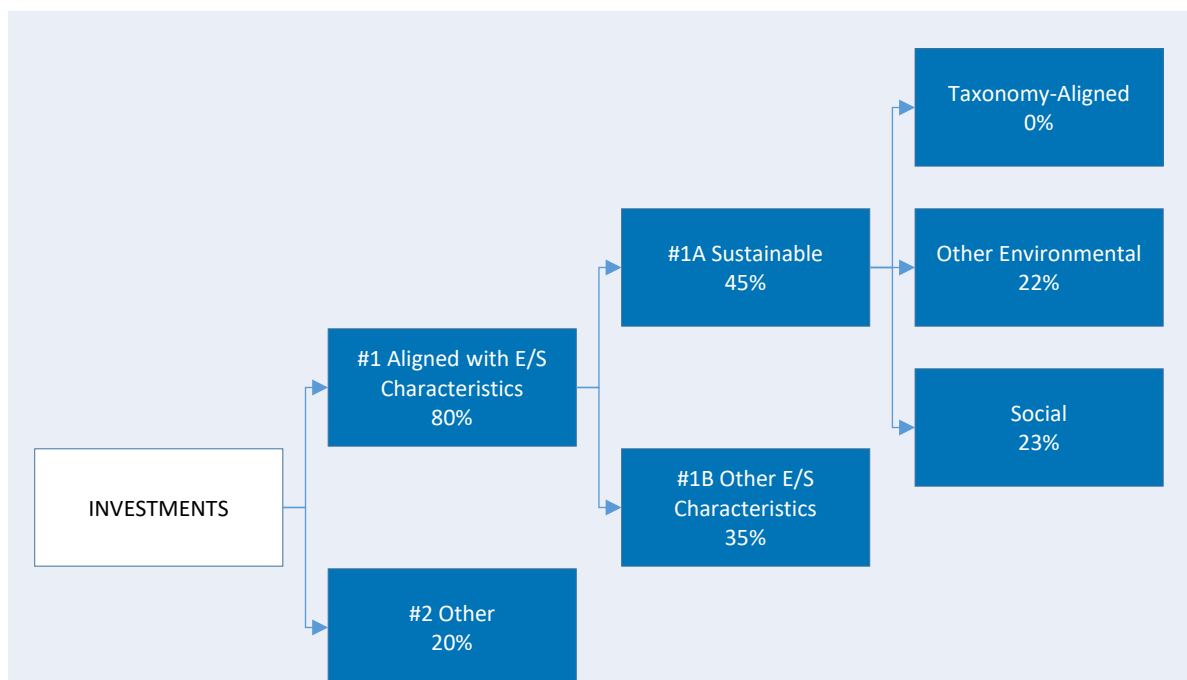 INVESTMENTS
#1 Aligned with E/S
Characteristics
80%
#2 Other
20%
#1A Sustainable
45%
#1B Other E/S
Characteristics
35%
Taxonomy-Aligned
0%
Other Environmental
22%
Social
23%